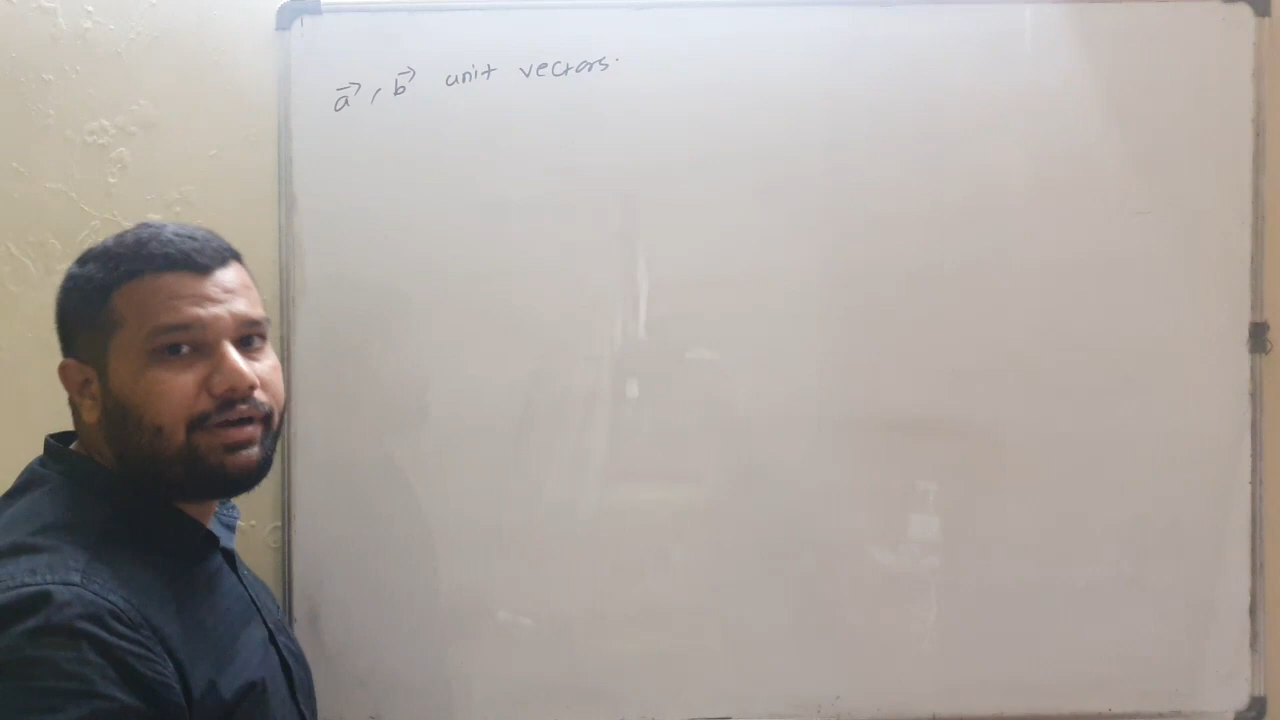 a⃗ , b⃗ unit vectors.